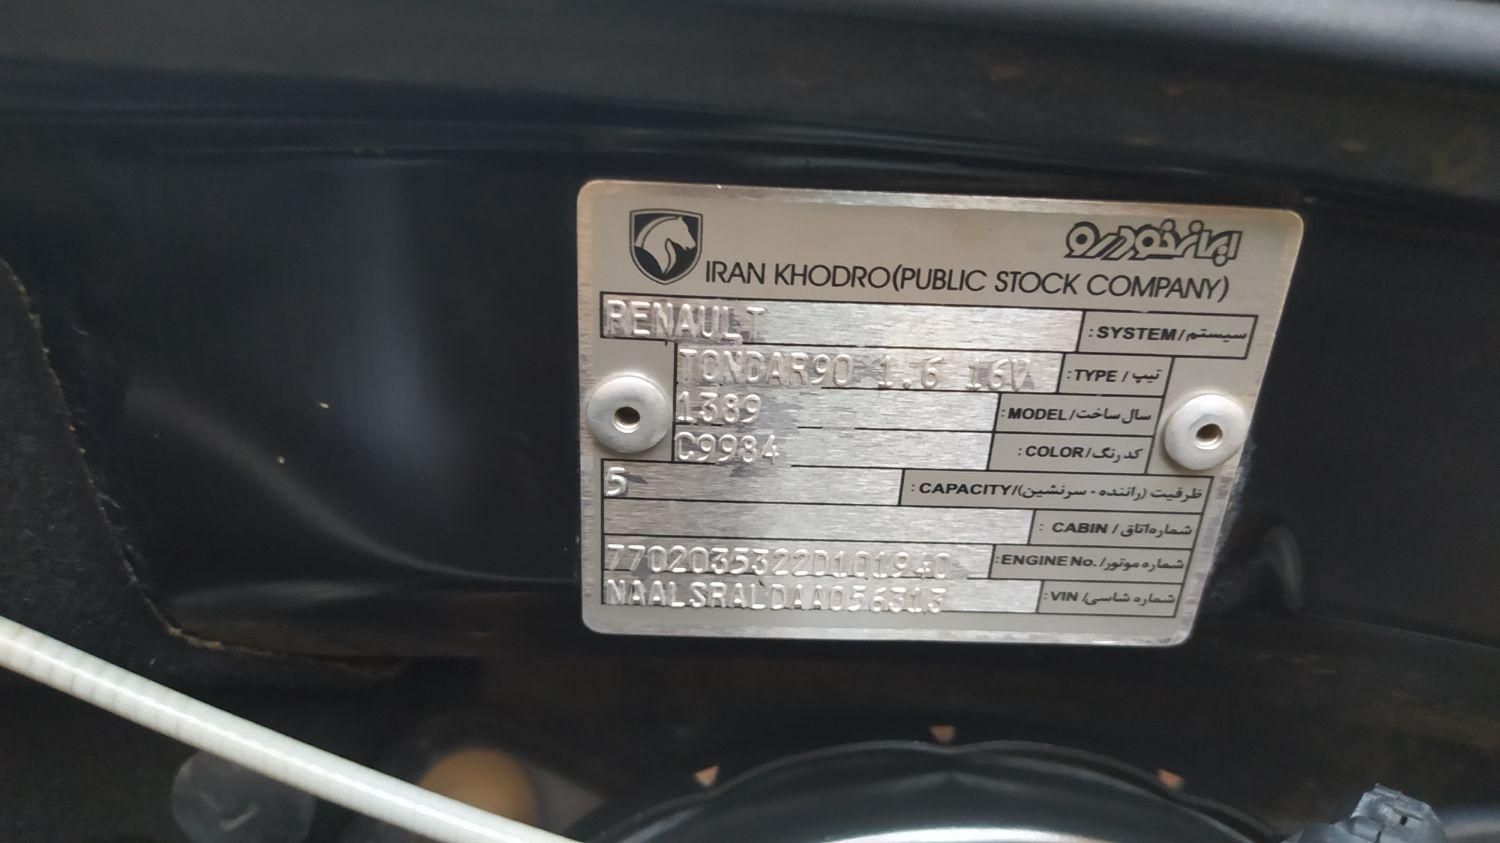 ایران‌خودرو
IRAN KHODRO(PUBLIC STOCK COMPANY)
RENAULT سیستم/SYSTEM:
TONDAR90 1.6 16V تیپ/TYPE:
1389 سال ساخت/MODEL:
C9984 کد رنگ/COLOR:
5 ظرفیت (راننده + سرنشین)/CAPACITY:
شماره اتاق/CABIN:
7702035322D101940 شماره موتور/ENGINE No.:
NAALSRALDAA056313 شماره شاسی/VIN: